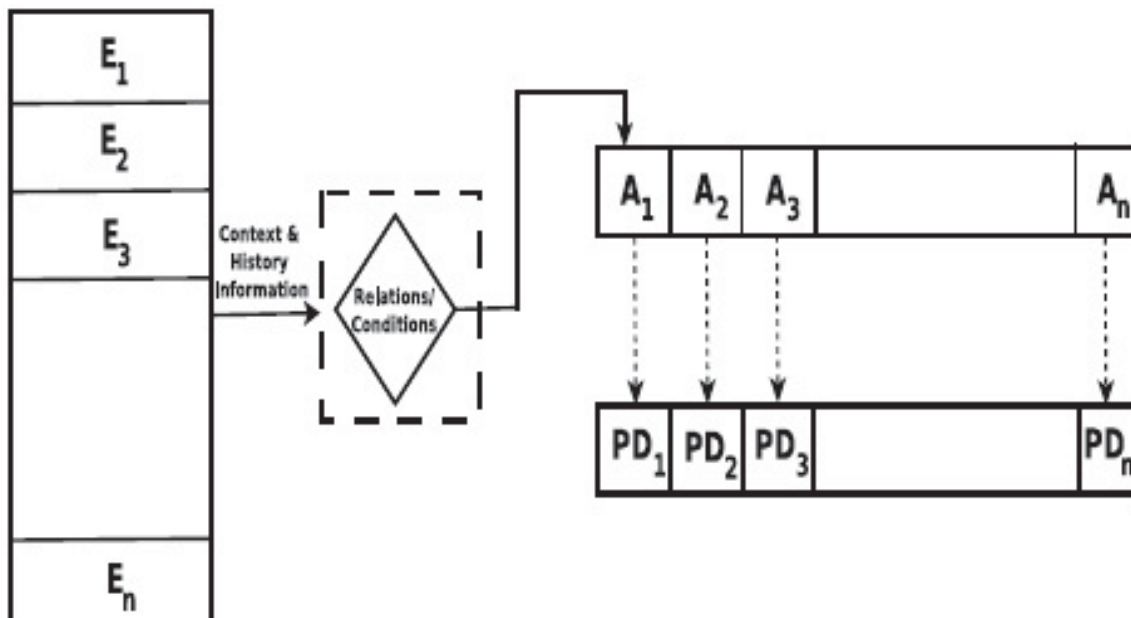 E1
E2
E3
En
Context &
History
Information
Relations/
Conditions
A1 A2 A3 An
PD1 PD2 PD3 PDn